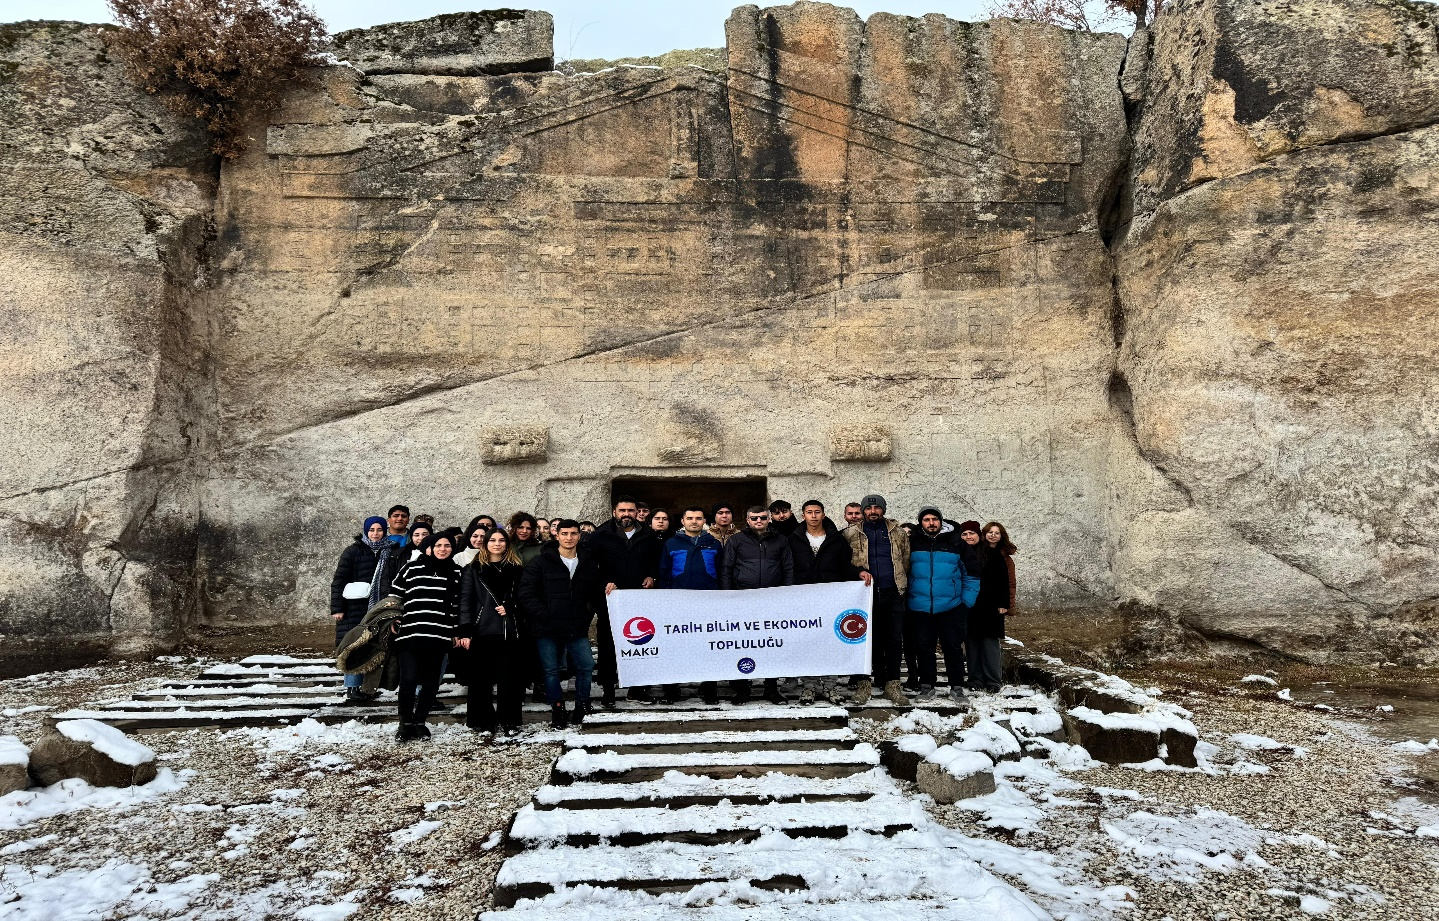 MAKÜ
TARİH BİLİM VE EKONOMİ
TOPLULUĞU